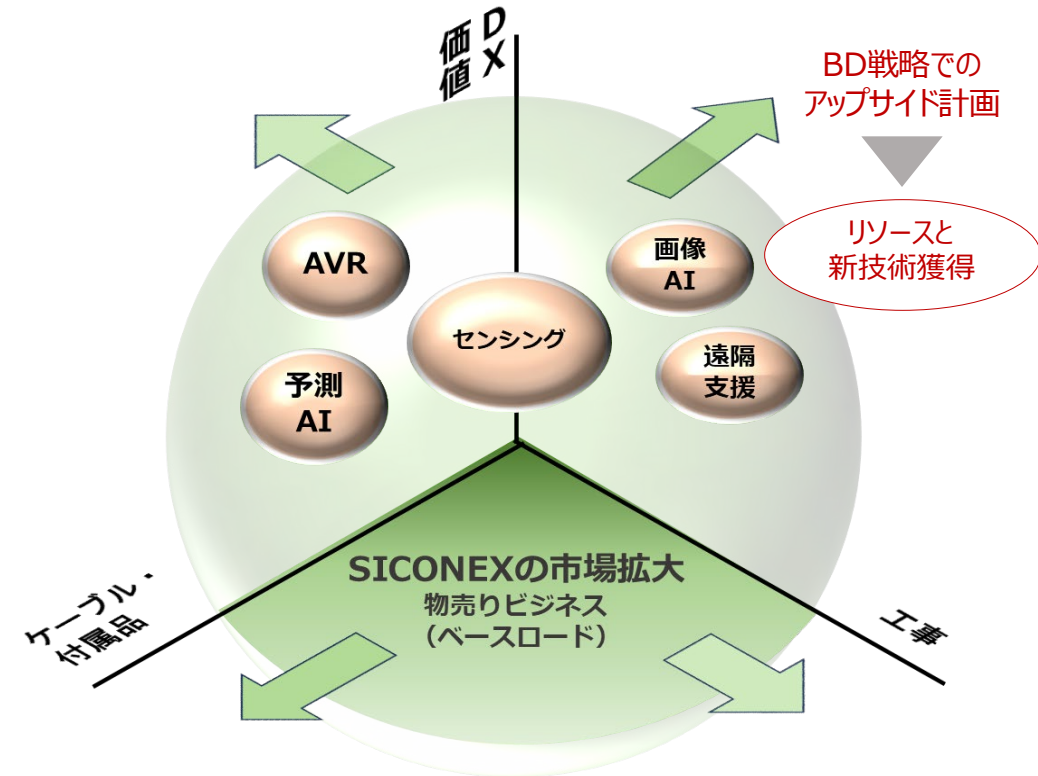 DX
価値
BD戦略での
アップサイド計画
リソースと
新技術獲得
AVR
画像
AI
センシング
遠隔
支援
予測
AI
SICONEXの市場拡大
物売りビジネス
（ベースロード）
ケーブル・
付属品
工事